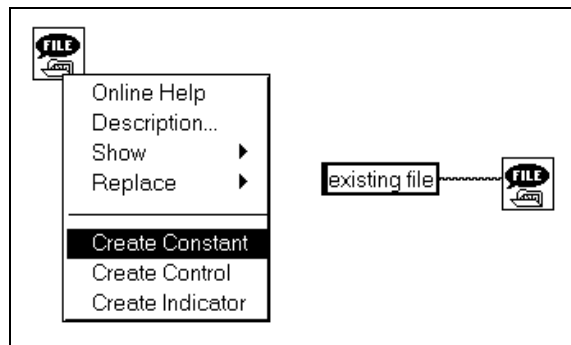 FILE
Online Help
Description...
Show
Replace
Create Constant
Create Control
Create Indicator
existing file
FILE